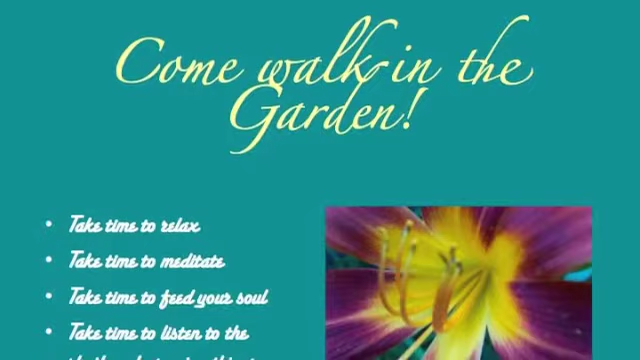 Come walk in the
Garden!
• Take time to relax
• Take time to meditate
• Take time to feed your soul
• Take time to listen to the